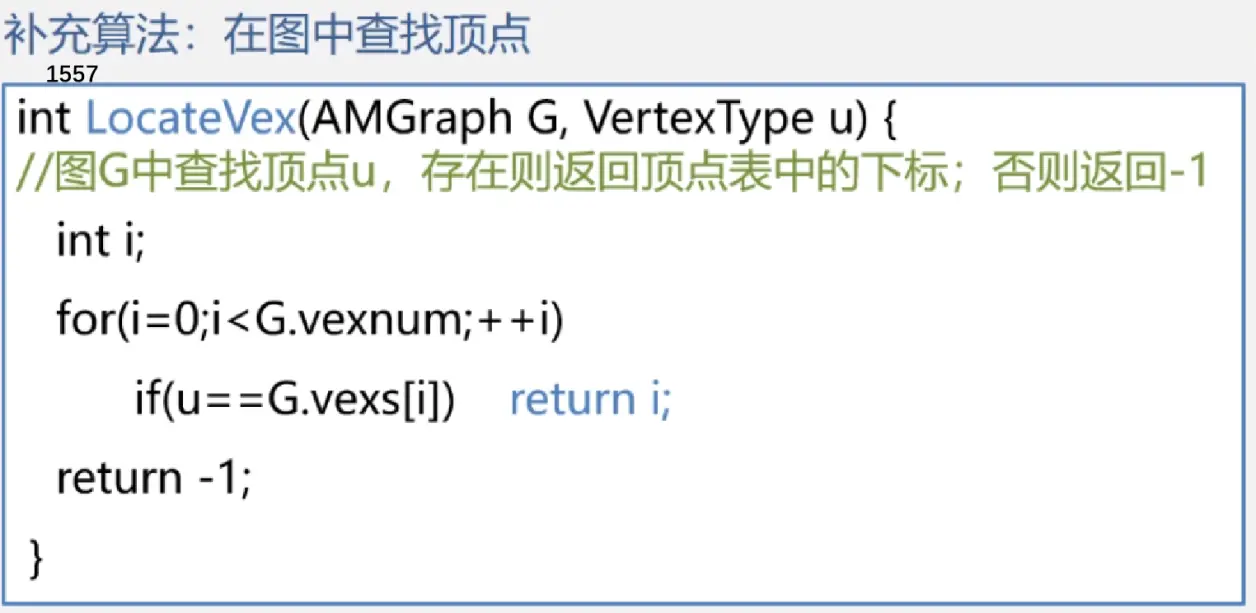 补充算法：在图中查找顶点
1557
int LocateVex(AMGraph G, VertexType u) {
//图G中查找顶点u，存在则返回顶点表中的下标；否则返回-1
int i;
for(i=0;i<G.vexnum;++i)
if(u==G.vexs[i]) return i;
return -1;
}